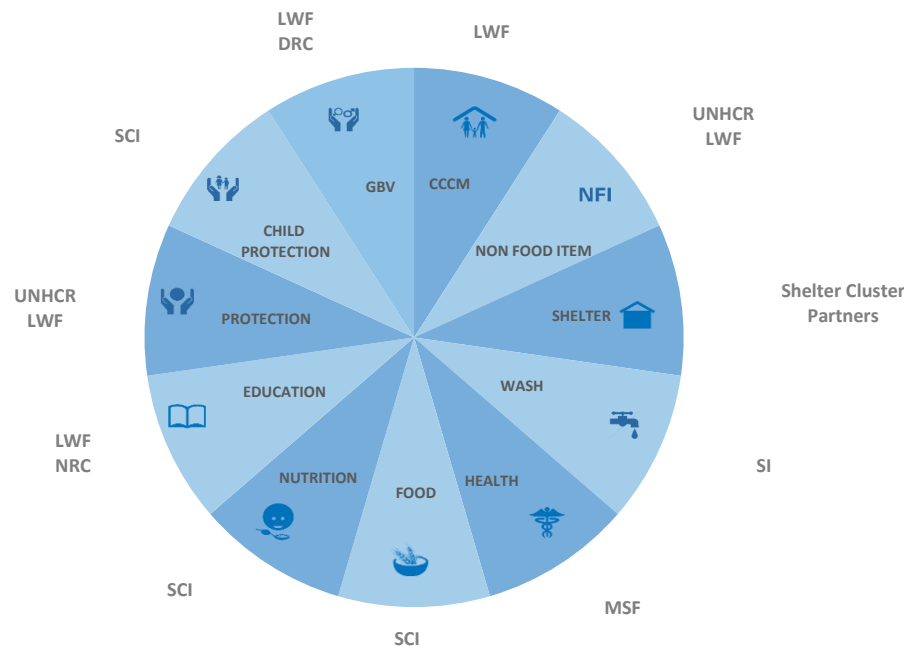 LWF
DRC
LWF
SCI
UNHCR
LWF
GBV
CCCM
NFI
CHILD
PROTECTION
NON FOOD ITEM
UNHCR
LWF
PROTECTION
SHELTER
Shelter Cluster
Partners
EDUCATION
WASH
LWF
NRC
NUTRITION
FOOD
HEALTH
SI
SCI
SCI
MSF